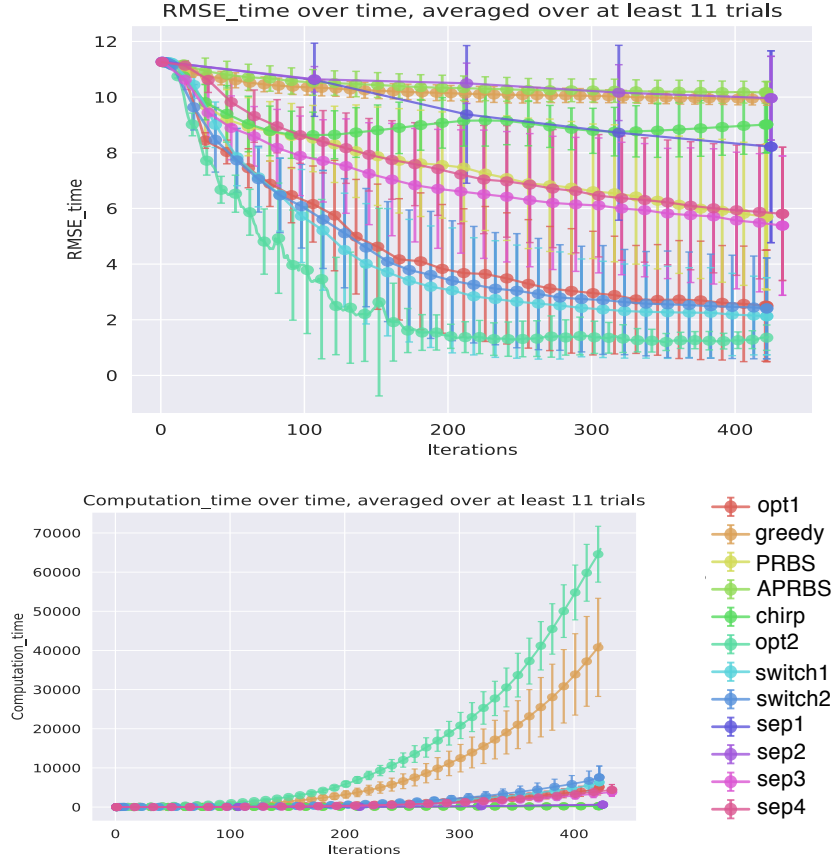 RMSE_time over time, averaged over at least 11 trials
12
10
8
6
4
2
0
RMSE_time
0
100
200
300
400
Iterations
Computation_time over time, averaged over at least 11 trials
70000
60000
50000
40000
30000
20000
10000
0
Computation_time
0
100
200
300
400
Iterations
opt1
greedy
PRBS
APRBS
chirp
opt2
switch1
switch2
sep1
sep2
sep3
sep4